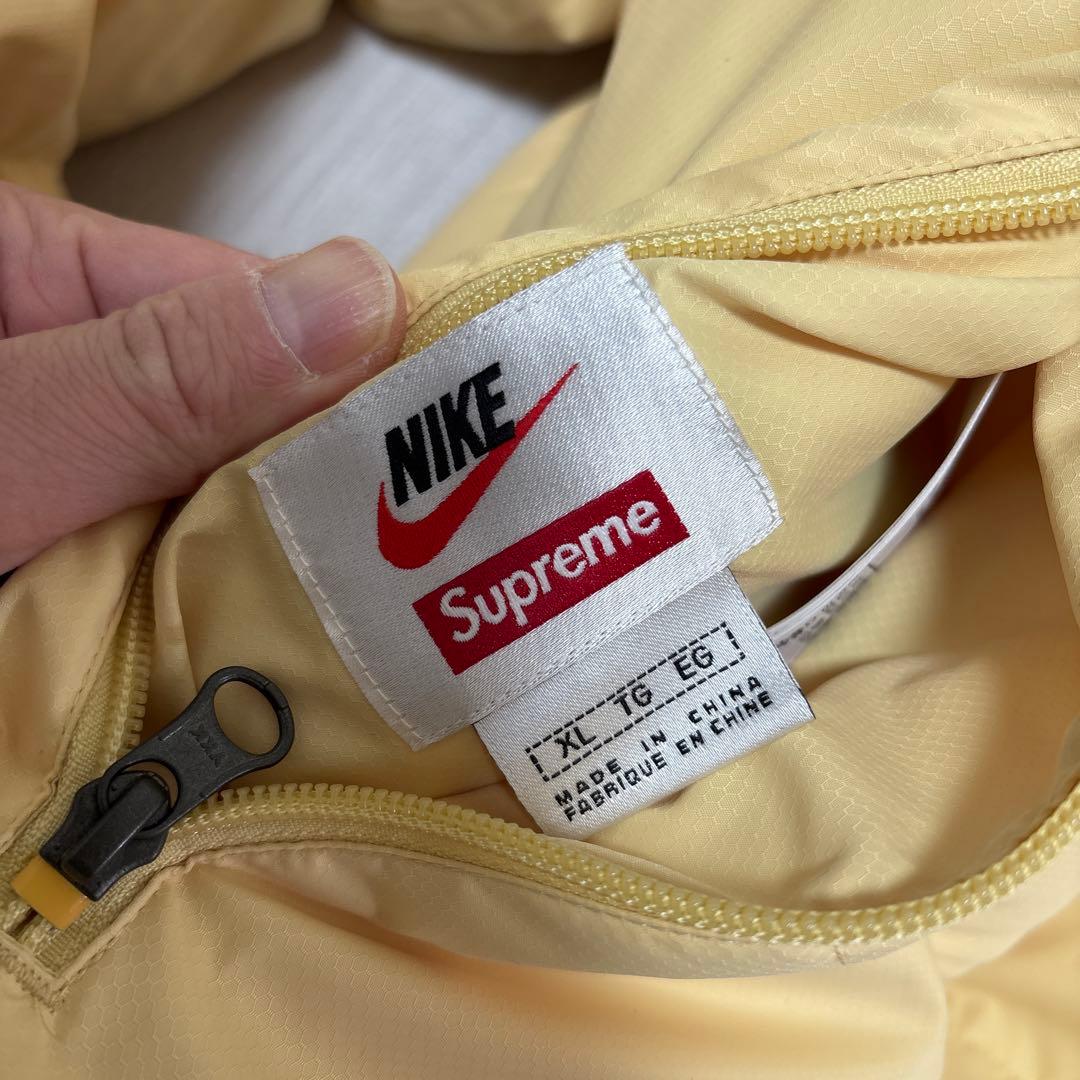 NIKE
Supreme
XL TG EG
MADE IN CHINA
FABRIQUE EN CHINE